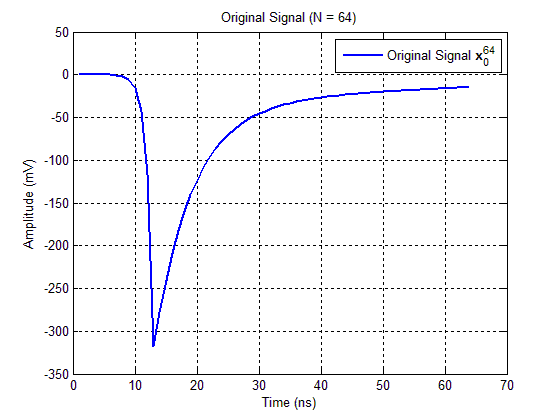 Original Signal (N = 64)
Original Signal x₀⁶⁴
50
0
-50
-100
-150
-200
-250
-300
-350
Amplitude (mV)
0 10 20 30 40 50 60 70
Time (ns)